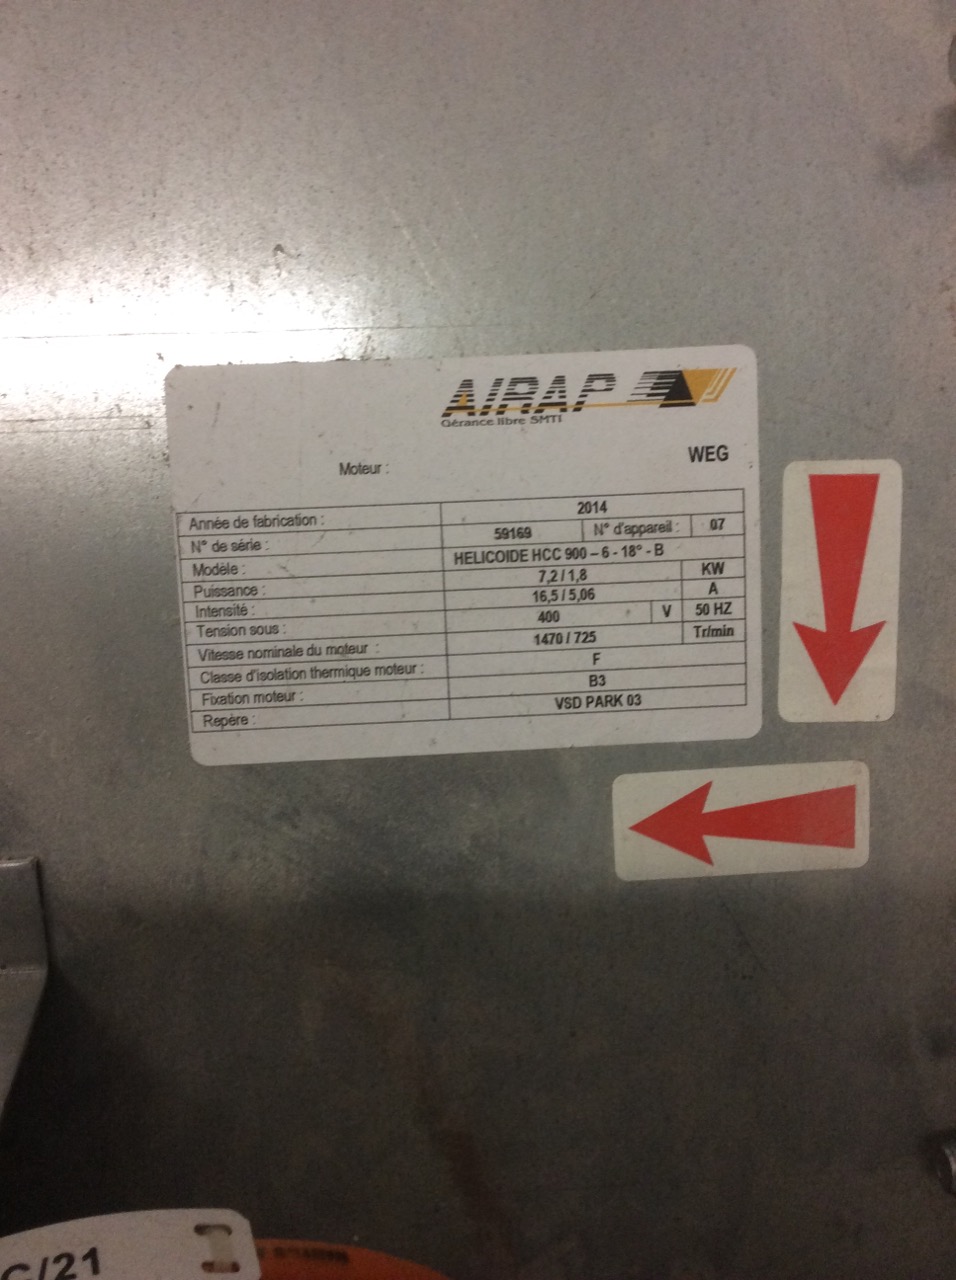 AIRAP
Gérance libre SMTI
Moteur : WEG
Année de fabrication : 2014
N° de série : 59169 N° d'appareil : 07
Modèle : HELICOIDE HCC 900 – 6 - 18° - B
Puissance : 7,2 / 1,8 KW
Intensité : 16,5 / 5,06 A
Tension sous : 400 V 50 HZ
Vitesse nominale du moteur : 1470 / 725 Tr/min
Classe d'isolation thermique moteur : F
Fixation moteur : B3
Repère : VSD PARK 03
C/21